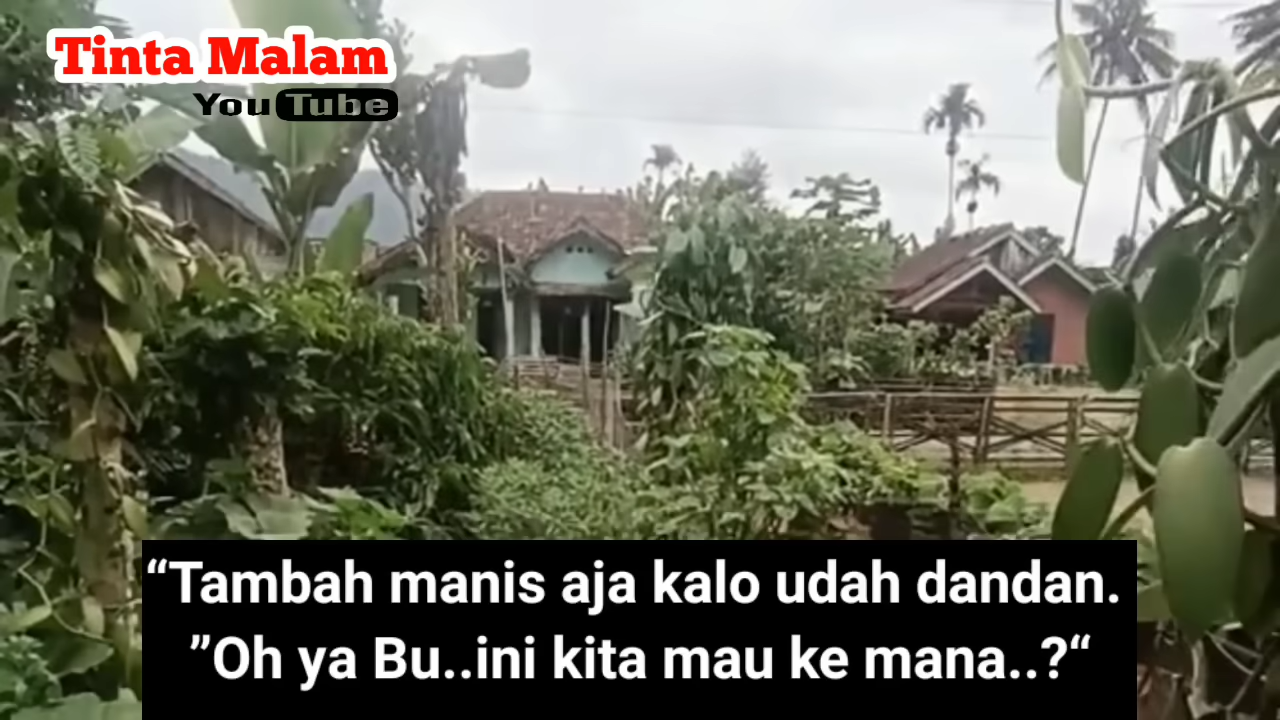 Tinta Malam
YouTube
“Tambah manis aja kalo udah dandan.
”Oh ya Bu..ini kita mau ke mana..?“